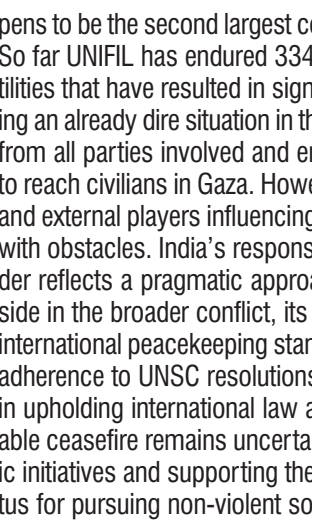 pens to be the second largest c
So far UNIFIL has endured 334
tilities that have resulted in sign
ing an already dire situation in th
from all parties involved and e
to reach civilians in Gaza. Howe
and external players influencing
with obstacles. India's respons
der reflects a pragmatic approa
side in the broader conflict, its
international peacekeeping stan
adherence to UNSC resolutions
in upholding international law a
able ceasefire remains uncerta
ic initiatives and supporting the
tus for pursuing non-violent so